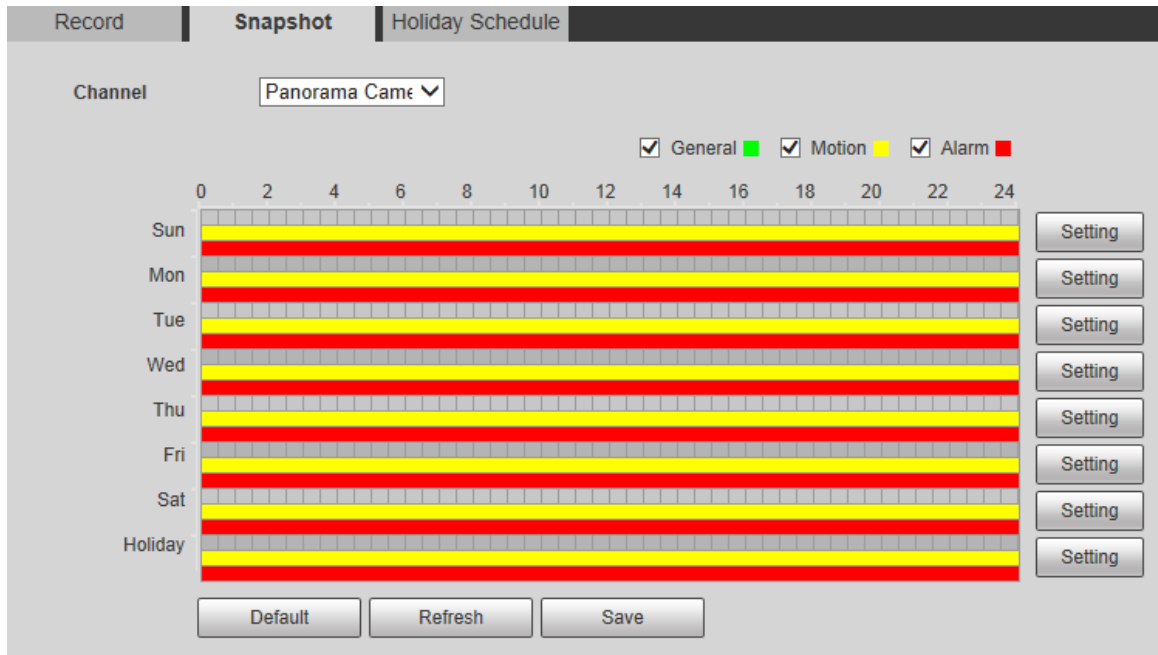 Record Snapshot Holiday Schedule
Channel Panorama Came
General Motion Alarm
0 2 4 6 8 10 12 14 16 18 20 22 24
Sun Setting
Mon Setting
Tue Setting
Wed Setting
Thu Setting
Fri Setting
Sat Setting
Holiday Setting
Default Refresh Save